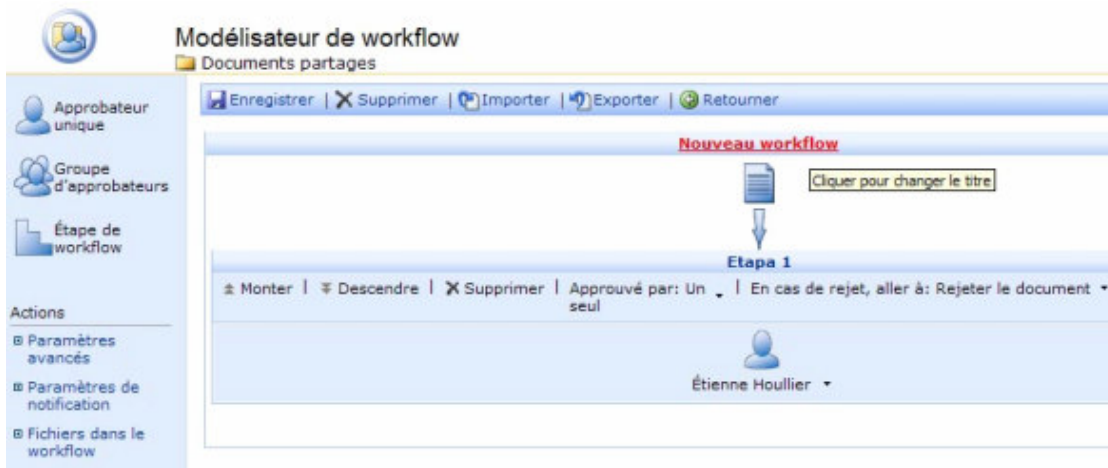 Modélisateur de workflow
Documents partages
Approbateur
unique
Groupe
d'approbateurs
Étape de
workflow
Actions
Paramètres
avancés
Paramètres de
notification
Fichiers dans le
workflow
Enregistrer | Supprimer | Importer | Exporter | Retourner
Nouveau workflow
Cliquer pour changer le titre
Etapa 1
Monter | Descendre | Supprimer | Approuvé par: Un | En cas de rejet, aller à: Rejeter le document
seul
Étienne Houllier